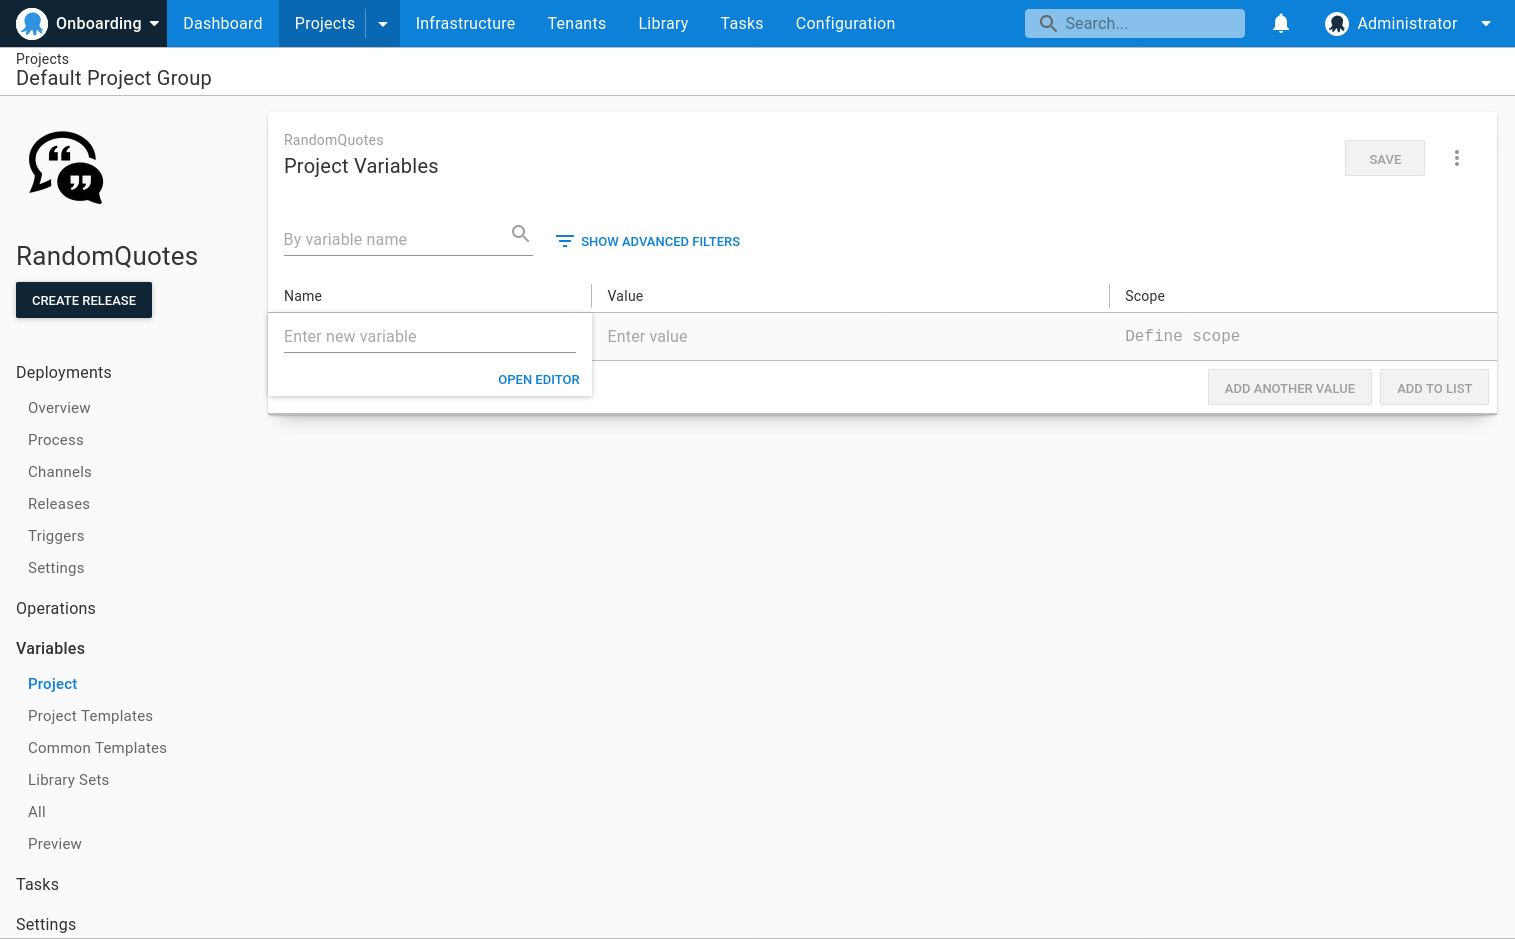 Onboarding Dashboard Projects Infrastructure Tenants Library Tasks Configuration Search... Administrator
Projects
Default Project Group
RandomQuotes
CREATE RELEASE
Deployments
Overview
Process
Channels
Releases
Triggers
Settings
Operations
Variables
Project
Project Templates
Common Templates
Library Sets
All
Preview
Tasks
Settings
RandomQuotes
Project Variables
SAVE
By variable name
SHOW ADVANCED FILTERS
Name Value Scope
Enter new variable Enter value Define scope
OPEN EDITOR
ADD ANOTHER VALUE ADD TO LIST